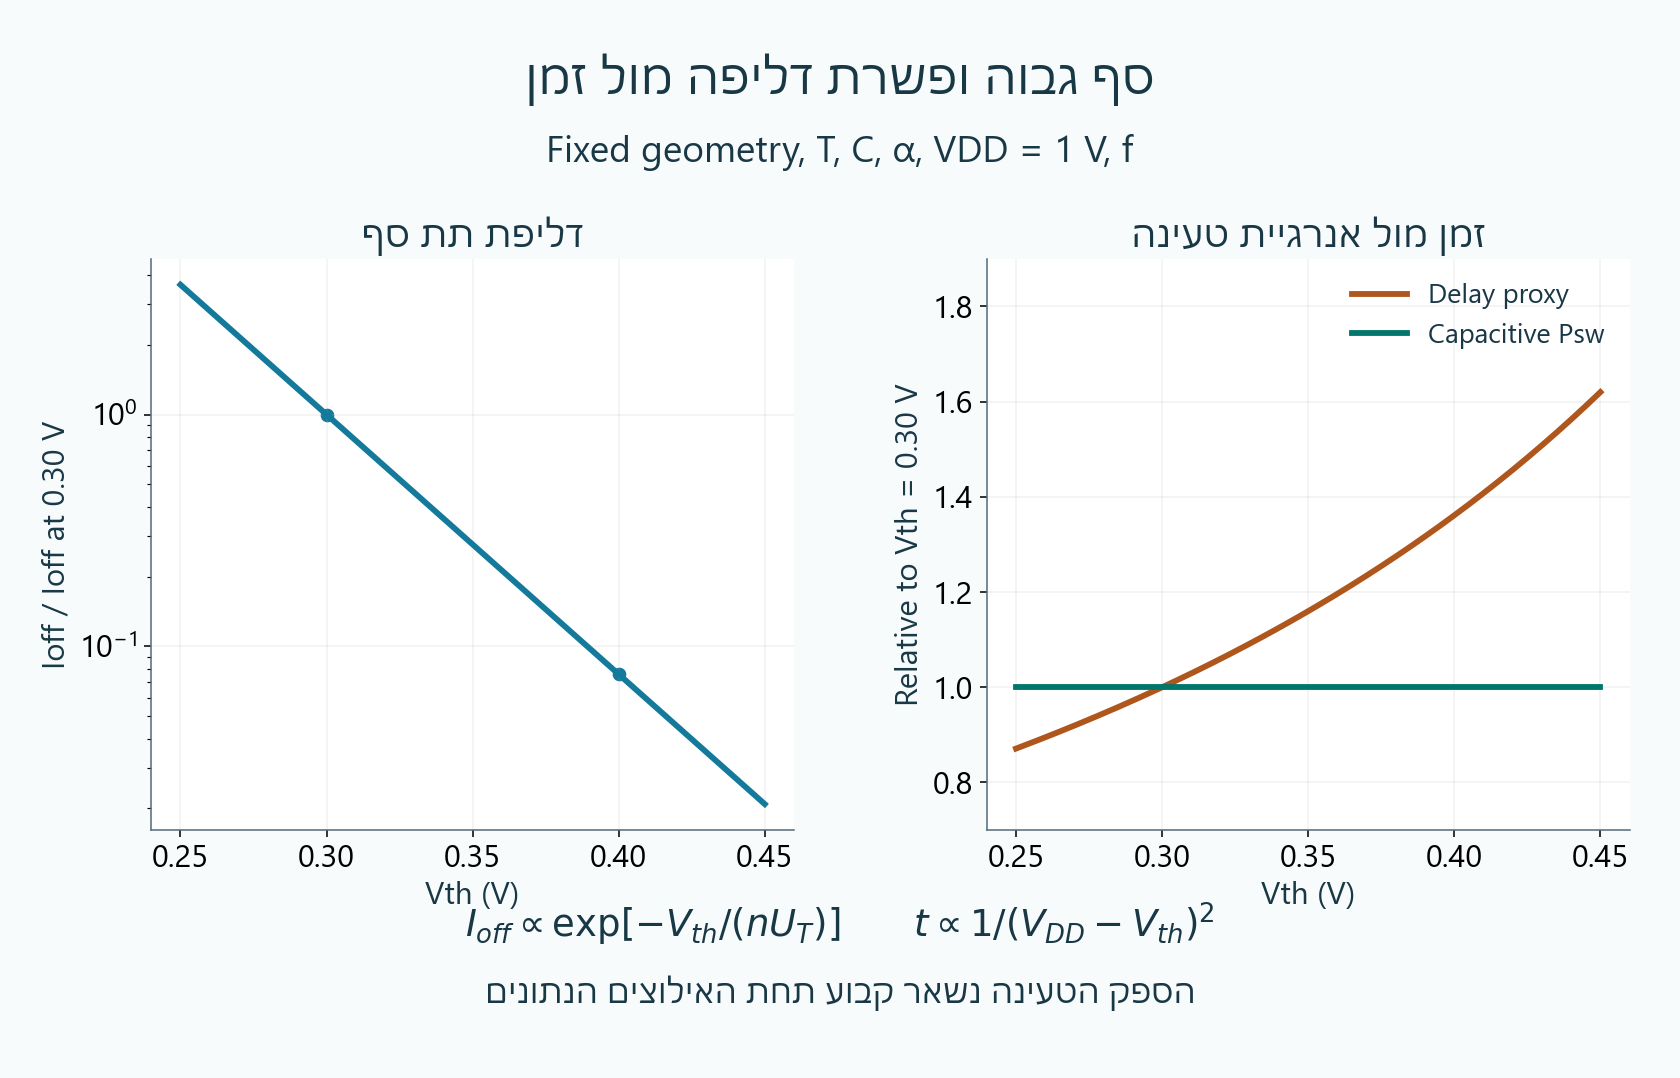 סף גבוה ופשרת דליפה מול זמן
Fixed geometry, T, C, α, VDD = 1 V, f
דליפת תת סף
Ioff / Ioff at 0.30 V
10⁰
10⁻¹
0.25 0.30 0.35 0.40 0.45
Vth (V)
זמן מול אנרגיית טעינה
Delay proxy
Capacitive Psw
Relative to Vth = 0.30 V
1.8
1.6
1.4
1.2
1.0
0.8
0.25 0.30 0.35 0.40 0.45
Vth (V)
I_off ∝ exp[−V_th/(nU_T)] t ∝ 1/(V_DD − V_th)²
הספק הטעינה נשאר קבוע תחת האילוצים הנתונים